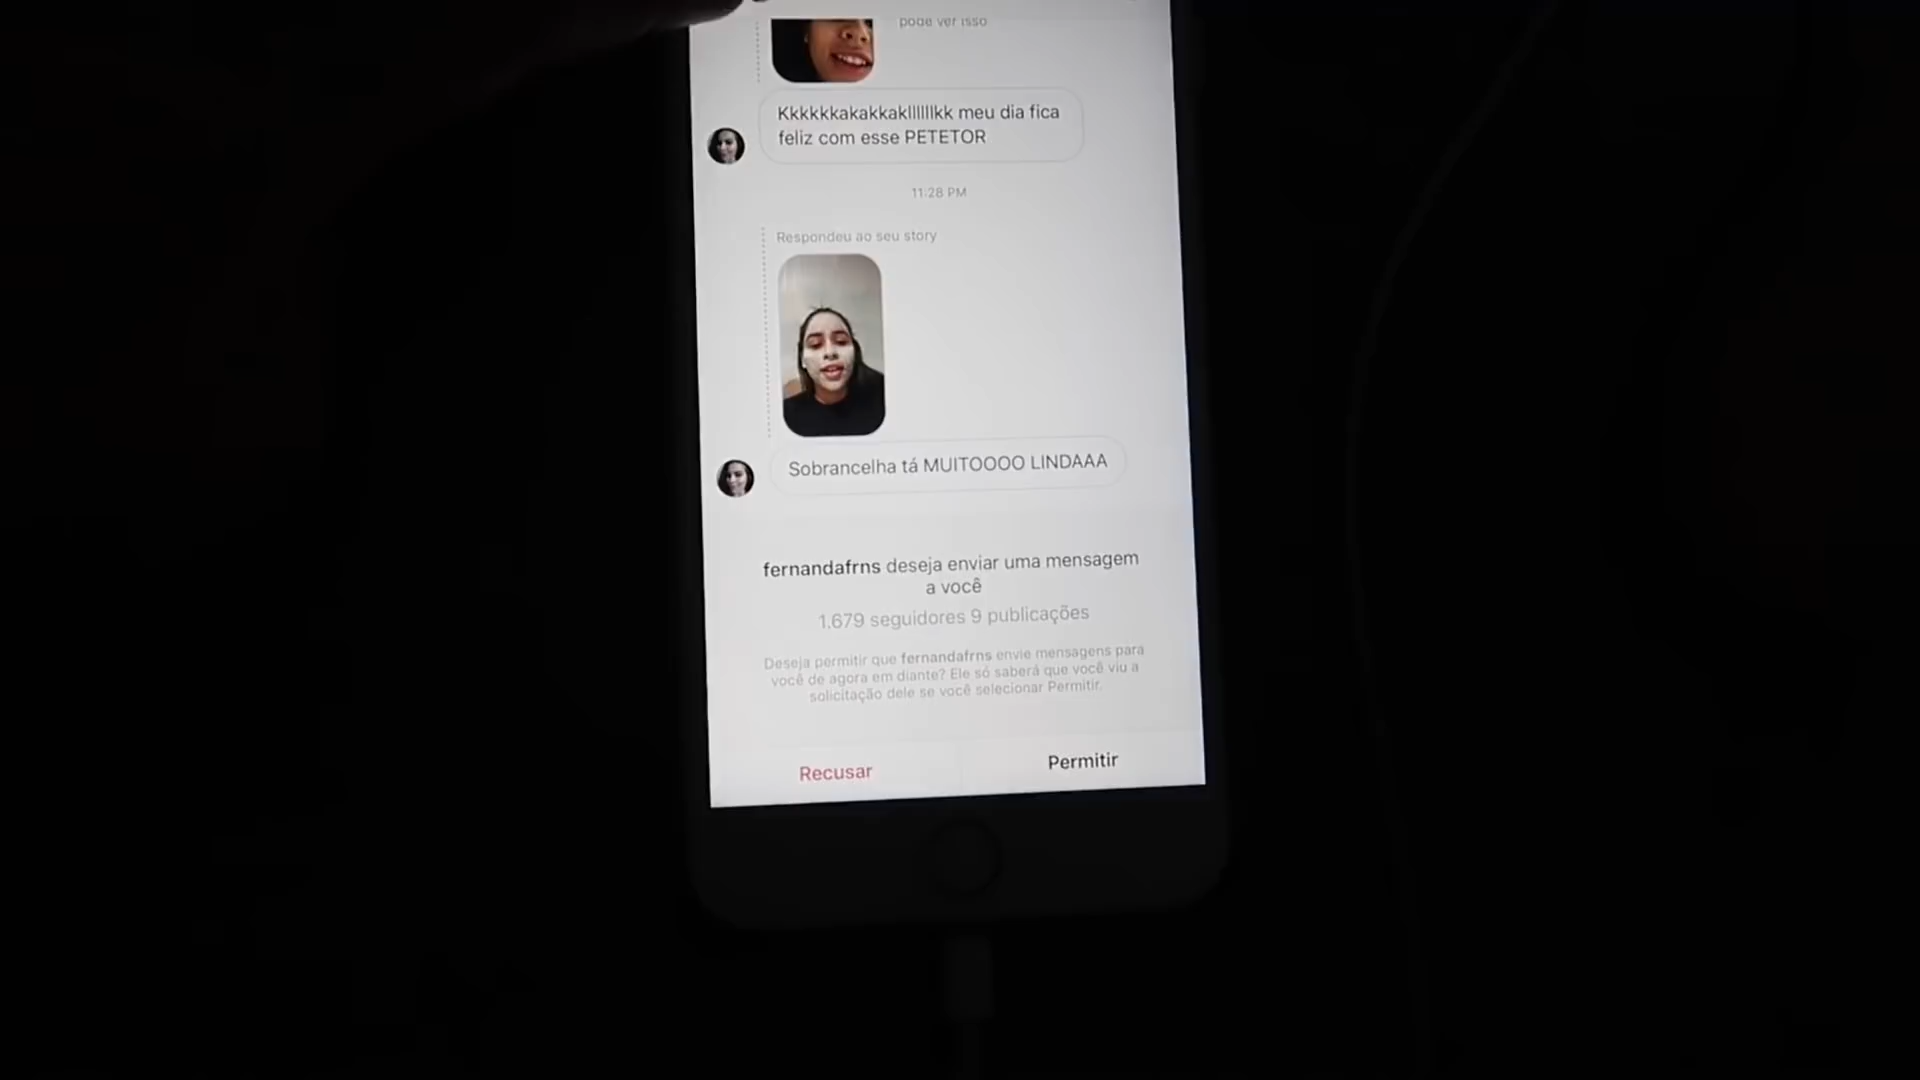 pode ver isso
Kkkkkkakakkakllllllkk meu dia fica
feliz com esse PETETOR
11:28 PM
Respondeu ao seu story
Sobrancelha tá MUITOOOO LINDAAA
fernandafrns deseja enviar uma mensagem
a você
1.679 seguidores 9 publicações
Deseja permitir que fernandafrns envie mensagens para
você de agora em diante? Ele só saberá que você viu a
solicitação dele se você selecionar Permitir.
Recusar
Permitir